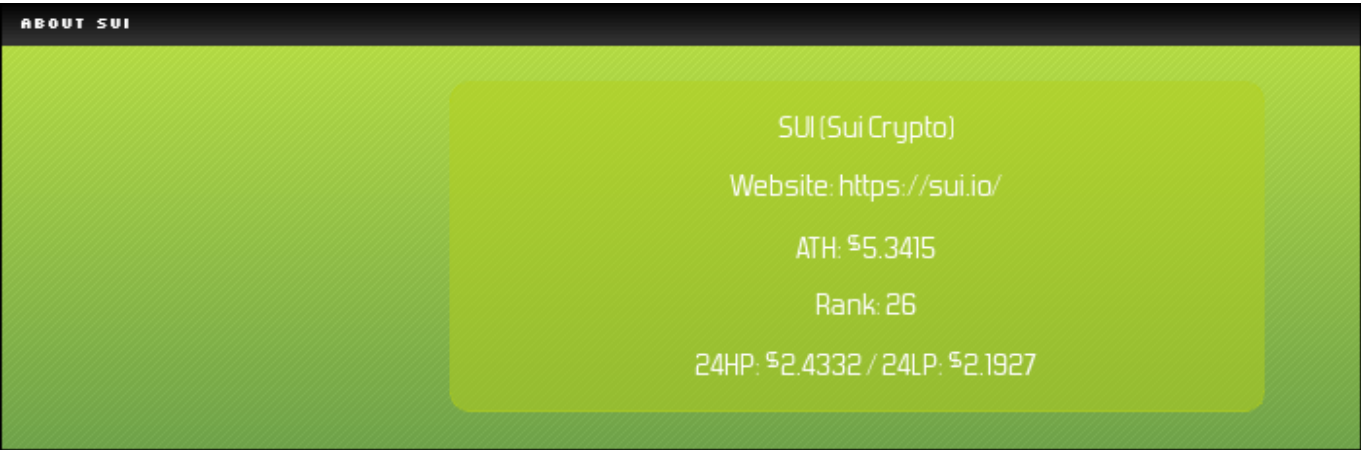 ABOUT SUI
SUI (Sui Crypto)
Website: https://sui.io/
ATH: $5.3415
Rank: 26
24HP: $2.4332 / 24LP: $2.1927